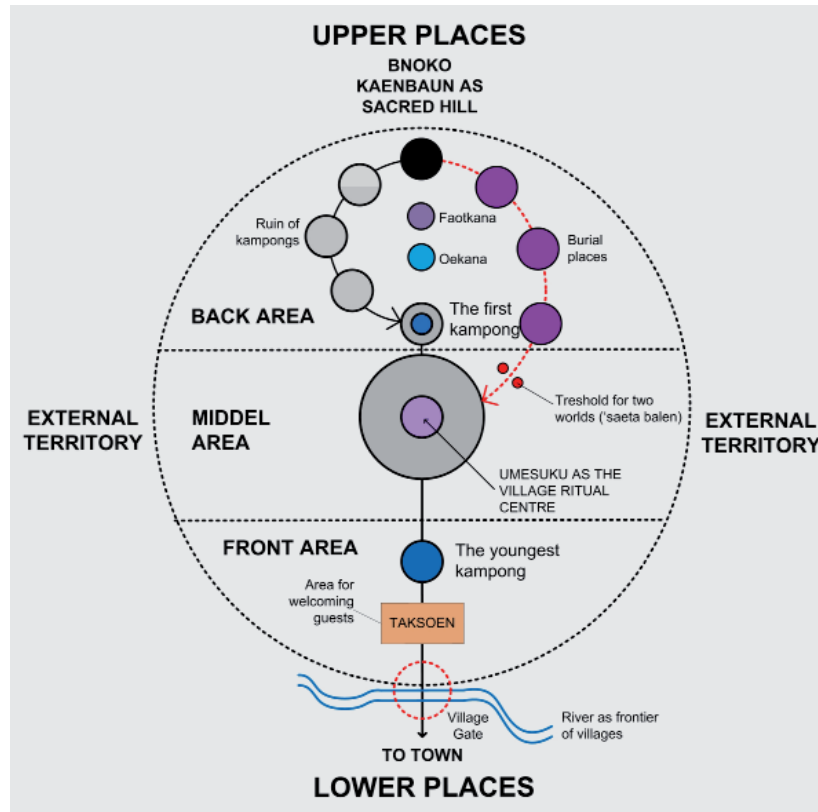 UPPER PLACES
BNOKO
KAENBAUN AS
SACRED HILL
Ruin of
kampongs
Faotkana
Oekana
Burial
places
BACK AREA
The first
kampong
EXTERNAL
TERRITORY
MIDDEL
AREA
Treshold for two
worlds ('saeta balen)
EXTERNAL
TERRITORY
UMESUKU AS THE
VILLAGE RITUAL
CENTRE
FRONT AREA
The youngest
kampong
Area for
welcoming
guests
TAKSOEN
Village
Gate
River as frontier
of villages
TO TOWN
LOWER PLACES